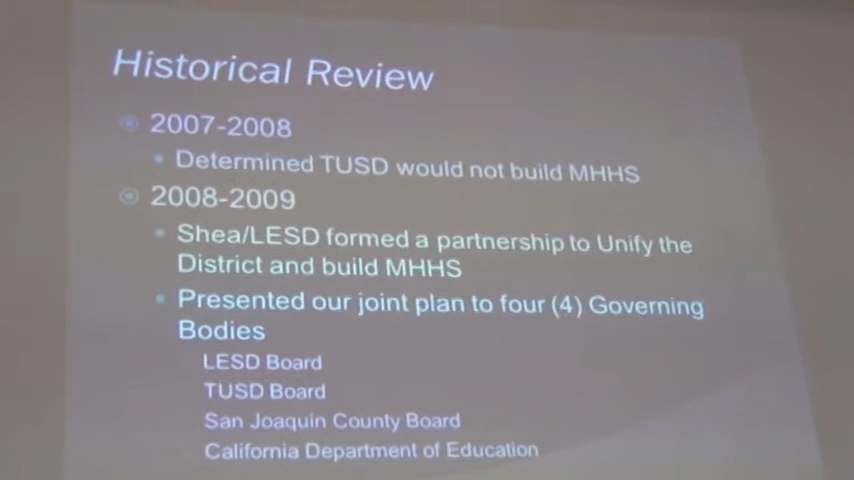 Historical Review
2007-2008
Determined TUSD would not build MHHS
2008-2009
Shea/LESD formed a partnership to Unify the
District and build MHHS
Presented our joint plan to four (4) Governing
Bodies
LESD Board
TUSD Board
San Joaquin County Board
California Department of Education